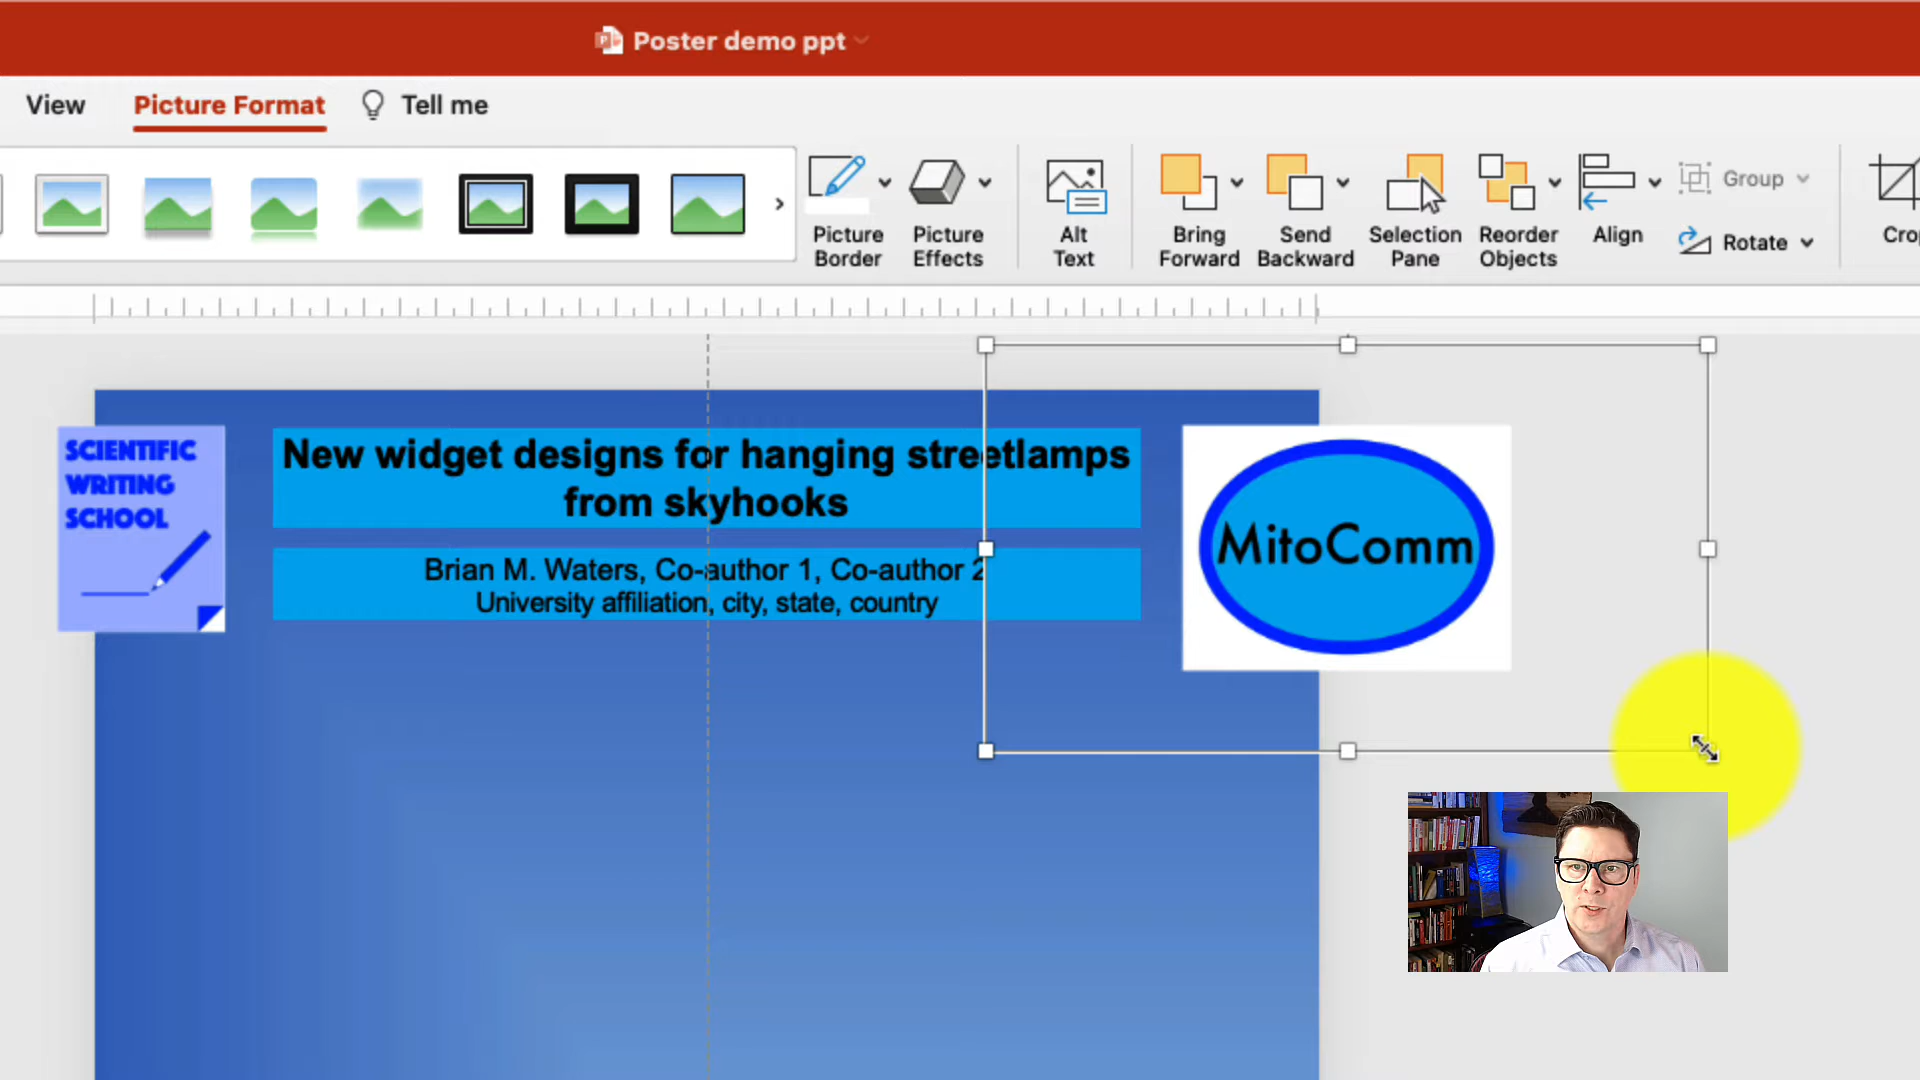 Poster demo ppt
View
Picture Format
Tell me
Picture
Border
Picture
Effects
Alt
Text
Bring
Forward
Send
Backward
Selection
Pane
Reorder
Objects
Align
Group
Rotate
SCIENTIFIC
WRITING
SCHOOL
New widget designs for hanging streetlamps
from skyhooks
Brian M. Waters, Co-author 1, Co-author 2
University affiliation, city, state, country
MitoComm